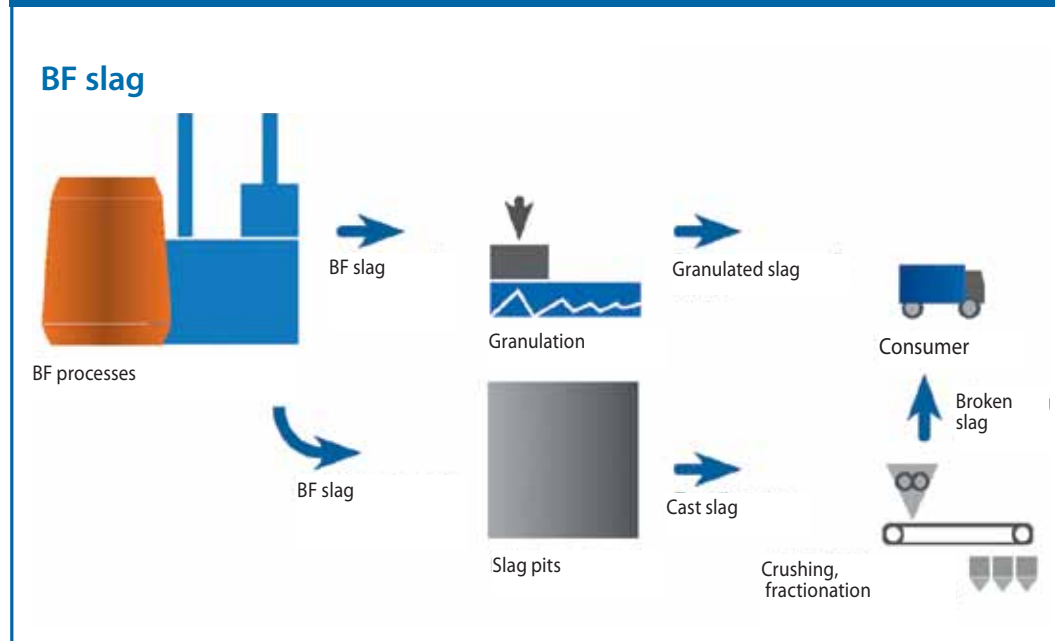 BF slag
BF slag
Granulated slag
Granulation
Consumer
BF processes
Broken
slag
BF slag
Cast slag
Slag pits
Crushing,
fractionation